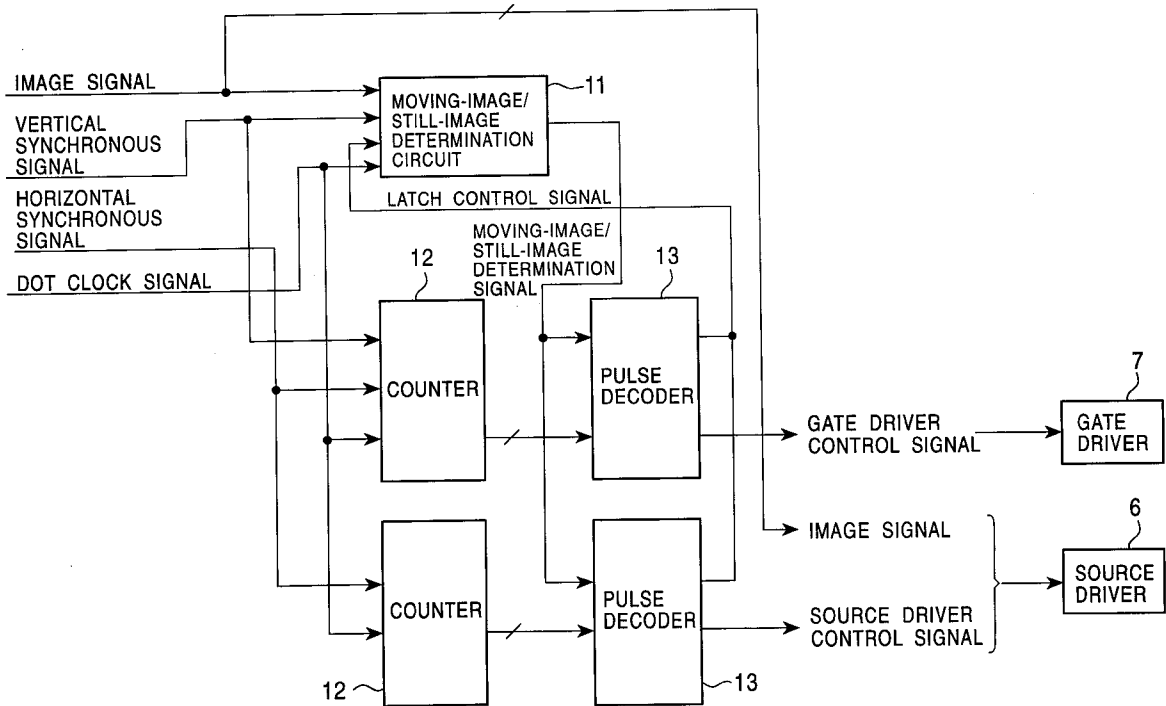 IMAGE SIGNAL
VERTICAL
SYNCHRONOUS
SIGNAL
HORIZONTAL
SYNCHRONOUS
SIGNAL
DOT CLOCK SIGNAL
11
MOVING-IMAGE/
STILL-IMAGE
DETERMINATION
CIRCUIT
LATCH CONTROL SIGNAL
MOVING-IMAGE/
STILL-IMAGE
DETERMINATION
SIGNAL
12
COUNTER
13
PULSE
DECODER
GATE DRIVER
CONTROL SIGNAL
7
GATE
DRIVER
12
COUNTER
13
PULSE
DECODER
IMAGE SIGNAL
SOURCE DRIVER
CONTROL SIGNAL
6
SOURCE
DRIVER